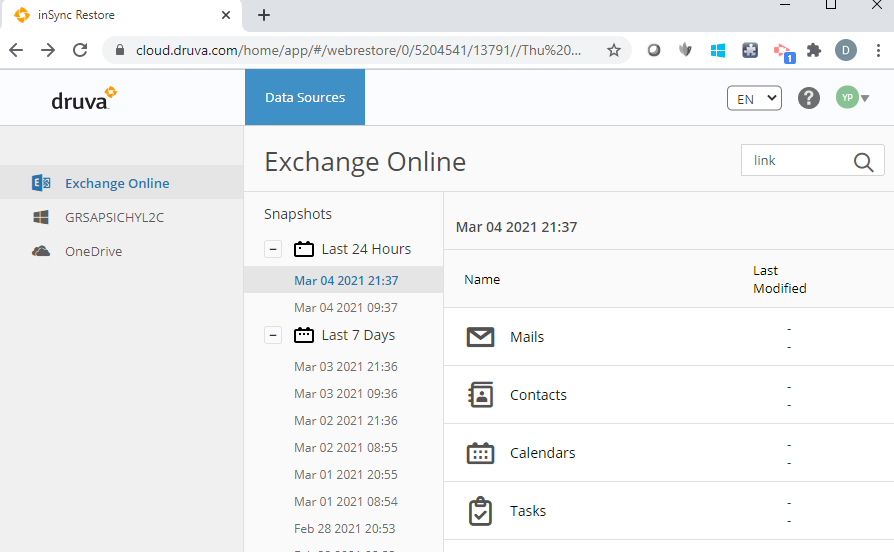 inSync Restore
cloud.druva.com/home/app/#/webrestore/0/5204541/13791//Thu%20...
1
D
druva
Data Sources
EN
?
YP
Exchange Online
GRSAPSICHYL2C
OneDrive
Exchange Online
link
Snapshots
Last 24 Hours
Mar 04 2021 21:37
Mar 04 2021 09:37
Last 7 Days
Mar 03 2021 21:36
Mar 03 2021 09:36
Mar 02 2021 21:36
Mar 02 2021 08:55
Mar 01 2021 20:55
Mar 01 2021 08:54
Feb 28 2021 20:53
Mar 04 2021 21:37
Name
Last
Modified
Mails
-
-
Contacts
-
-
Calendars
-
-
Tasks
-
-